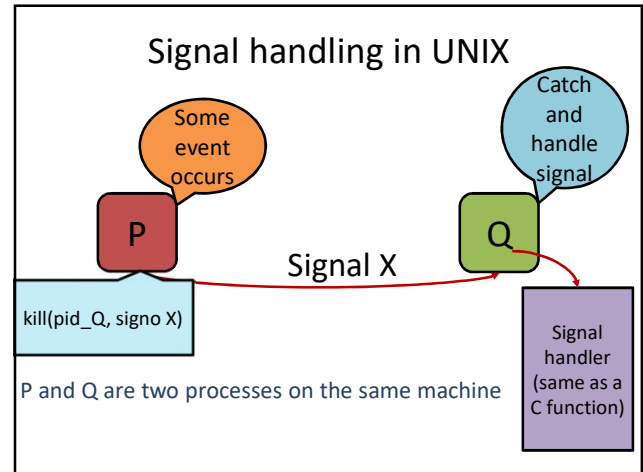 Signal handling in UNIX
Some
event
occurs
Catch
and
handle
signal
P
Q
Signal X
kill(pid_Q, signo X)
Signal
handler
(same as a
C function)
P and Q are two processes on the same machine